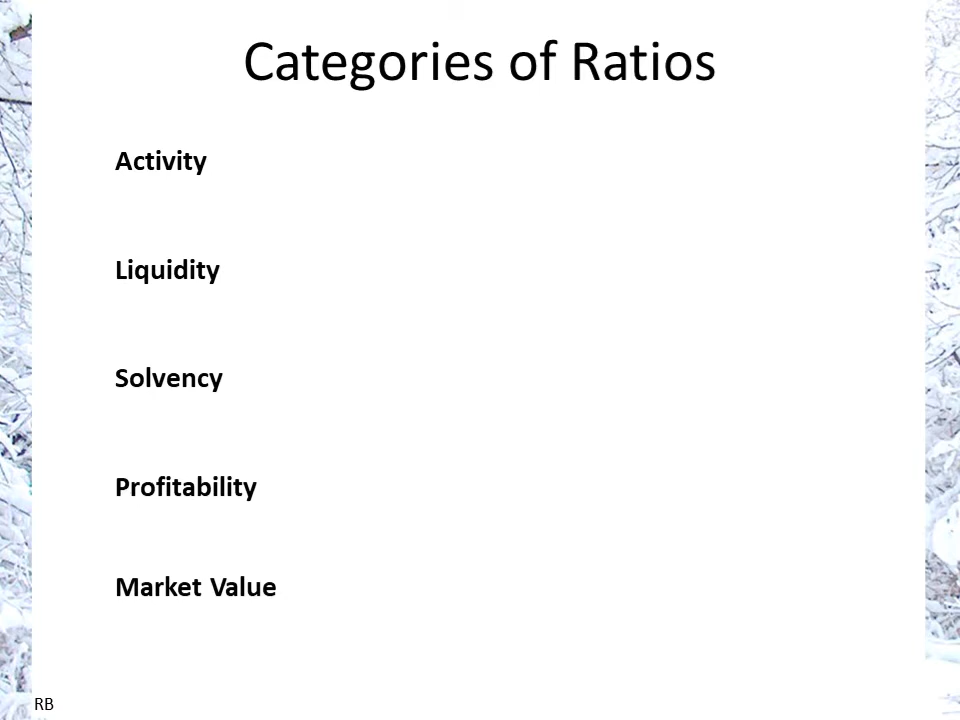 Categories of Ratios
Activity
Liquidity
Solvency
Profitability
Market Value
RB